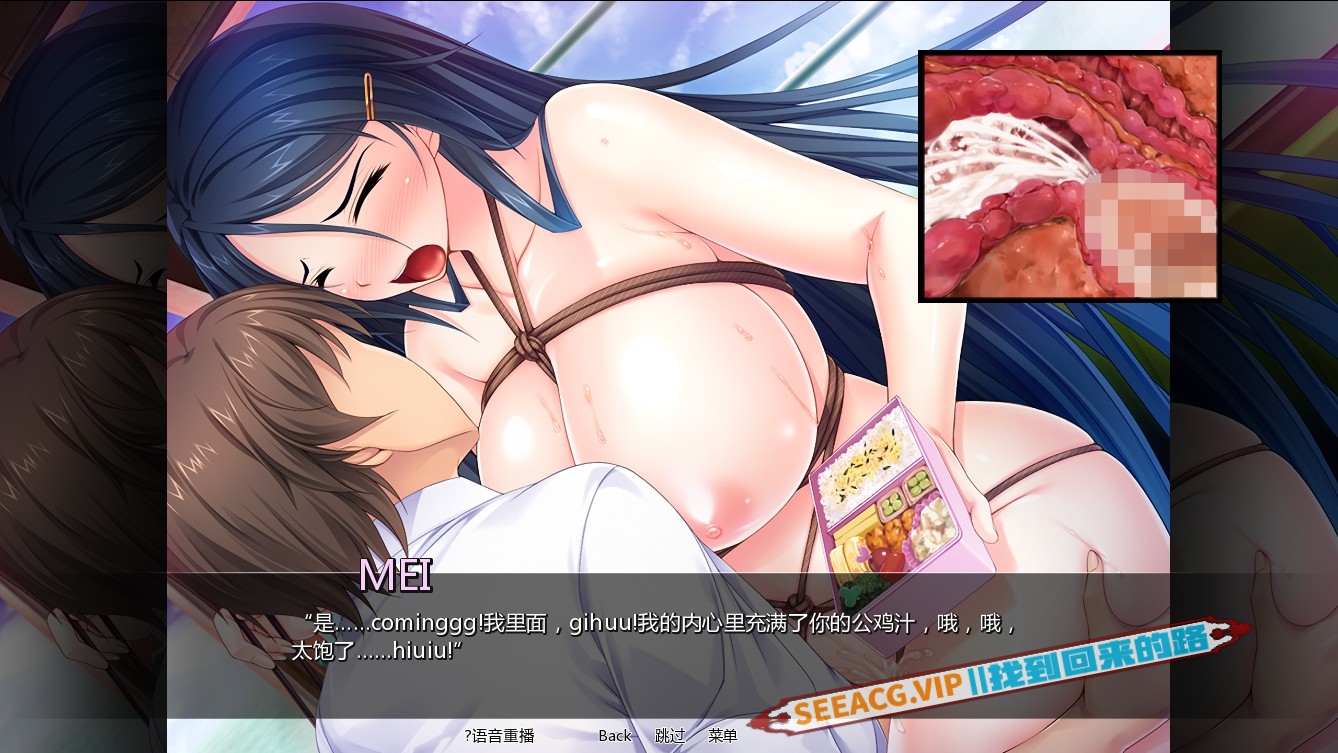 MEI
“是……cominggg!我里面，gihuu!我的内心里充满了你的公鸡汁，哦，哦，
太饱了……hiuiu!“
SEEACG.VIP||找到回来的路
?语音重播 Back 跳过 菜单